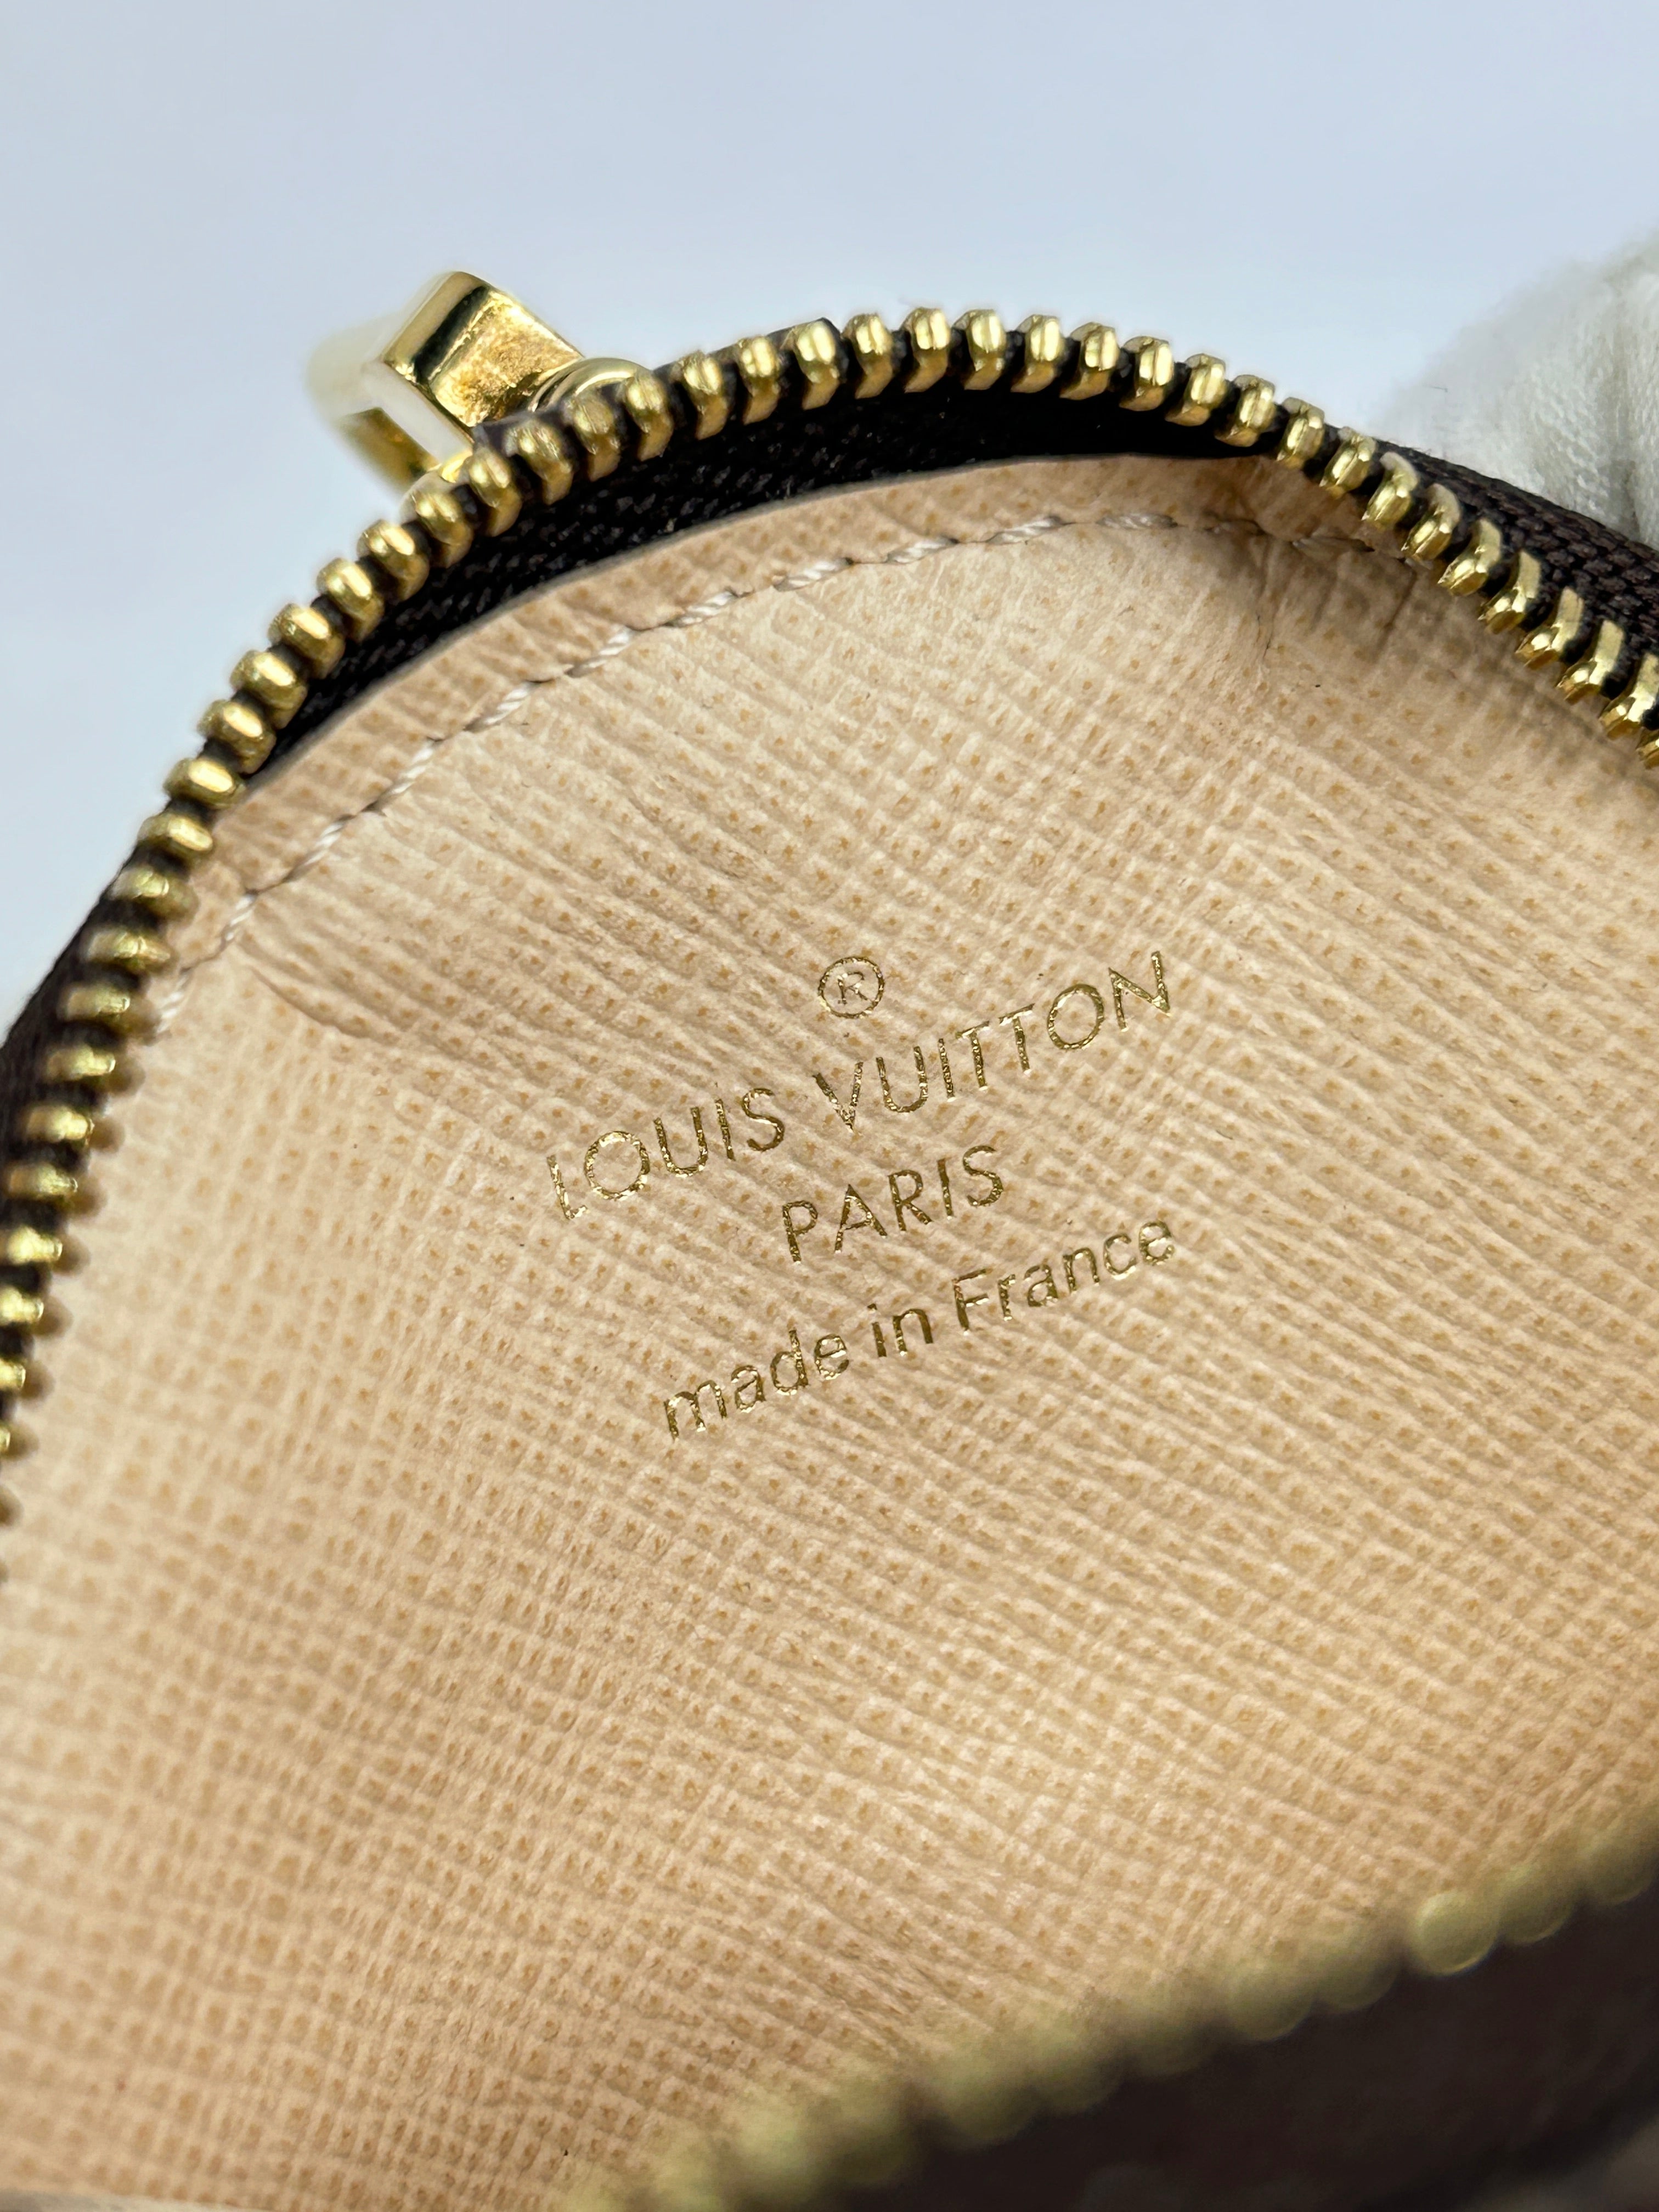 ®
LOUIS VUITTON
PARIS
made in France